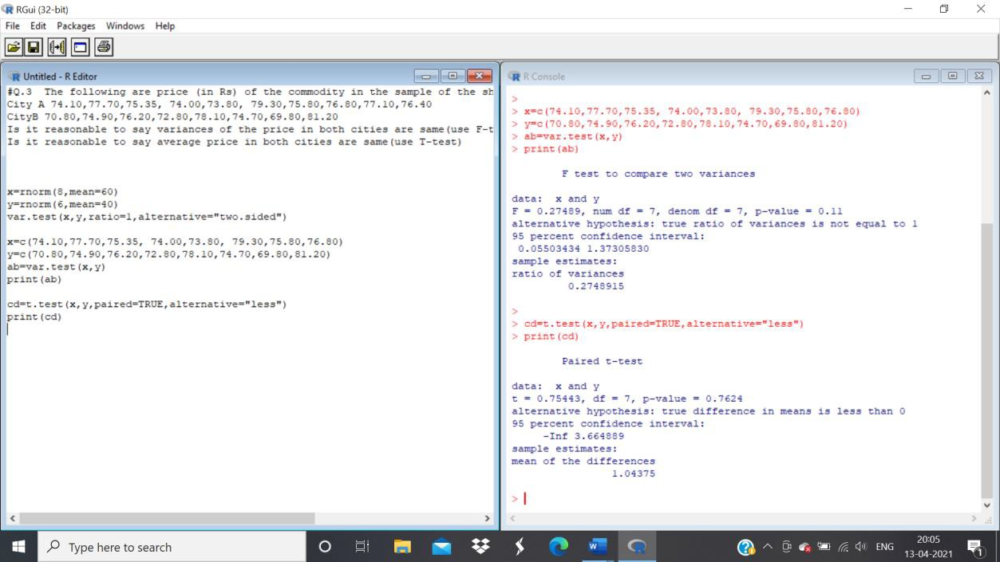 RGui (32-bit)
File Edit Packages Windows Help
Untitled - R Editor
#Q.3 The following are price (in Rs) of the commodity in the sample of the sh
City A 74.10,77.70,75.35, 74.00,73.80, 79.30,75.80,76.80,77.10,76.40
CityB 70.80,74.90,76.20,72.80,78.10,74.70,69.80,81.20
Is it reasonable to say variances of the price in both cities are same(use F-t
Is it reasonable to say average price in both cities are same(use T-test)
x=rnorm(8,mean=60)
y=rnorm(6,mean=40)
var.test(x,y,ratio=1,alternative="two.sided")
x=c(74.10,77.70,75.35, 74.00,73.80, 79.30,75.80,76.80)
y=c(70.80,74.90,76.20,72.80,78.10,74.70,69.80,81.20)
ab=var.test(x,y)
print(ab)
cd=t.test(x,y,paired=TRUE,alternative="less")
print(cd)
R Console
>
> x=c(74.10,77.70,75.35, 74.00,73.80, 79.30,75.80,76.80)
> y=c(70.80,74.90,76.20,72.80,78.10,74.70,69.80,81.20)
> ab=var.test(x,y)
> print(ab)
F test to compare two variances
data: x and y
F = 0.27489, num df = 7, denom df = 7, p-value = 0.11
alternative hypothesis: true ratio of variances is not equal to 1
95 percent confidence interval:
0.05503434 1.37305830
sample estimates:
ratio of variances
0.2748915
>
> cd=t.test(x,y,paired=TRUE,alternative="less")
> print(cd)
Paired t-test
data: x and y
t = 0.75443, df = 7, p-value = 0.7624
alternative hypothesis: true difference in means is less than 0
95 percent confidence interval:
-Inf 3.664889
sample estimates:
mean of the differences
1.04375
>
Type here to search
ENG
20:05
13-04-2021
1